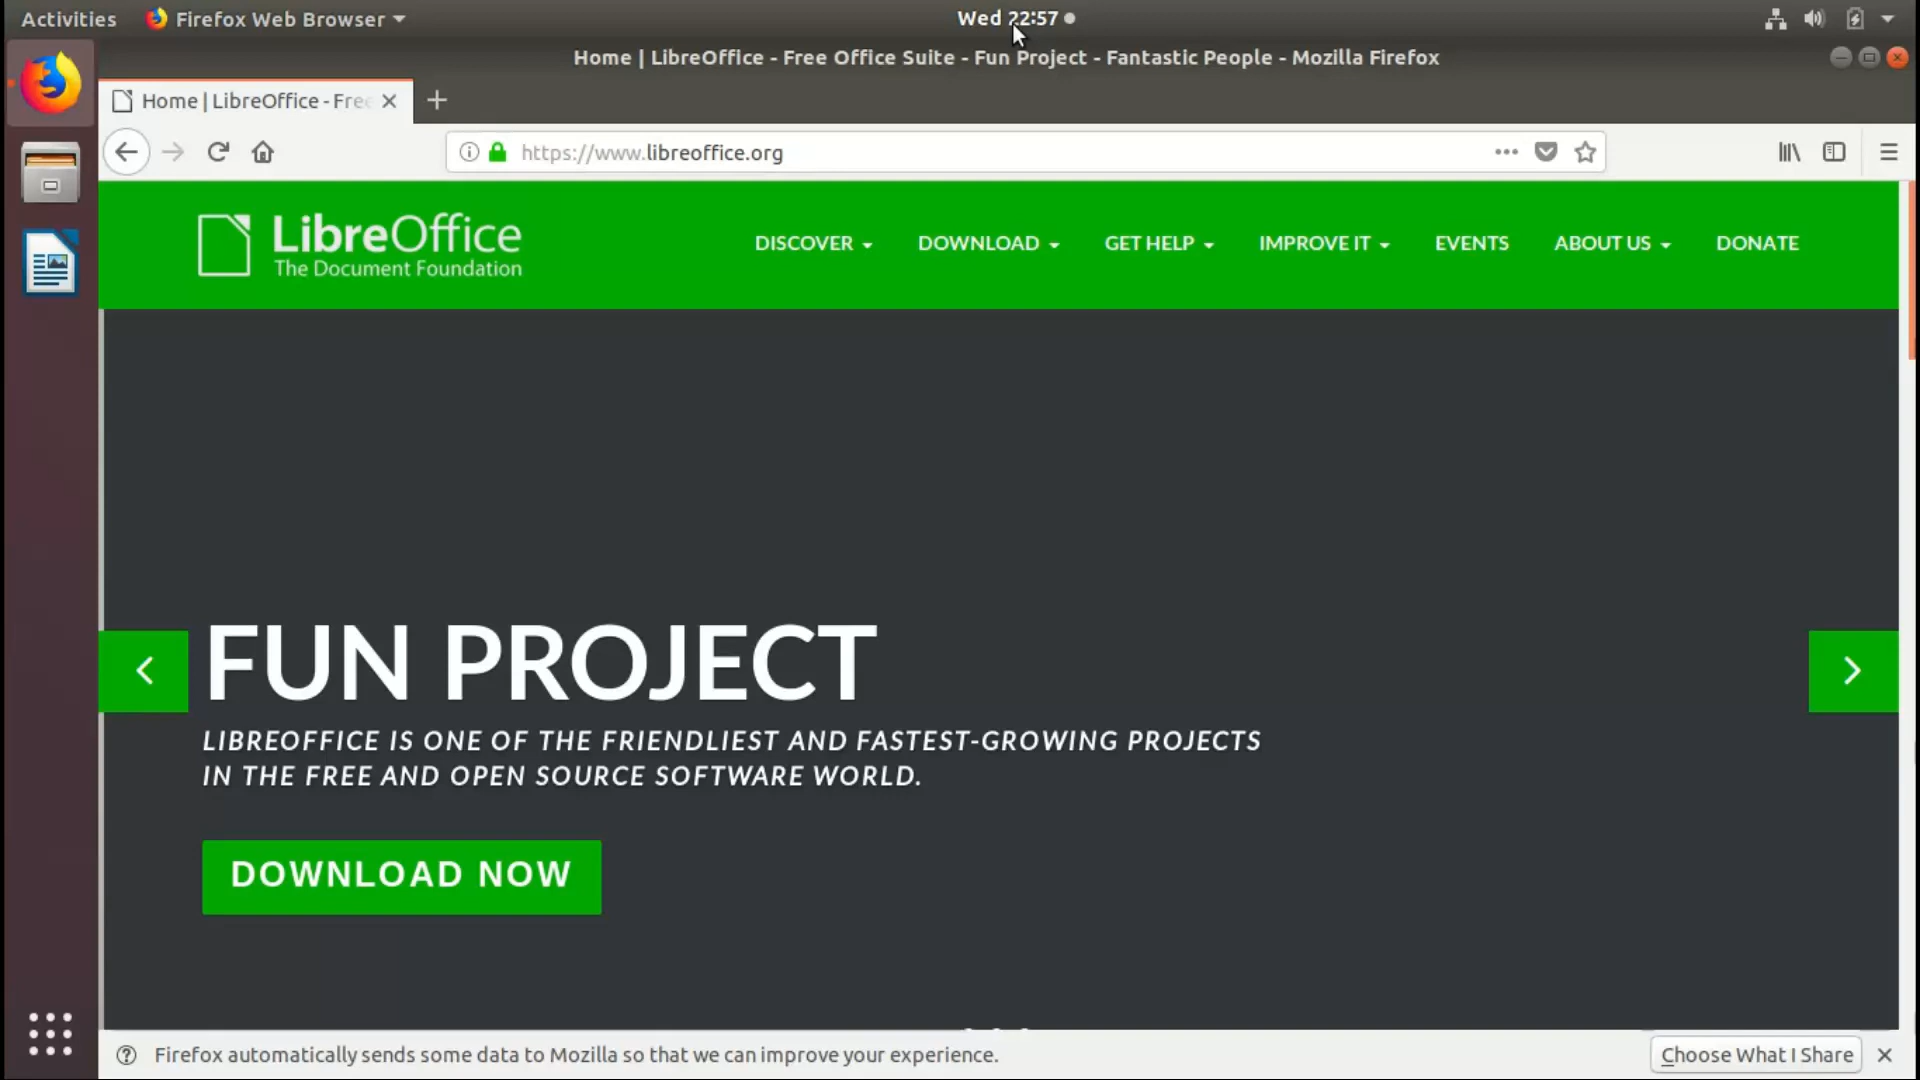 Activities
Firefox Web Browser
Wed 22:57
Home | LibreOffice - Free Office Suite - Fun Project - Fantastic People - Mozilla Firefox
Home | LibreOffice - Free
https://www.libreoffice.org
LibreOffice
The Document Foundation
DISCOVER
DOWNLOAD
GET HELP
IMPROVE IT
EVENTS
ABOUT US
DONATE
FUN PROJECT
LIBREOFFICE IS ONE OF THE FRIENDLIEST AND FASTEST-GROWING PROJECTS
IN THE FREE AND OPEN SOURCE SOFTWARE WORLD.
DOWNLOAD NOW
Firefox automatically sends some data to Mozilla so that we can improve your experience.
Choose What I Share